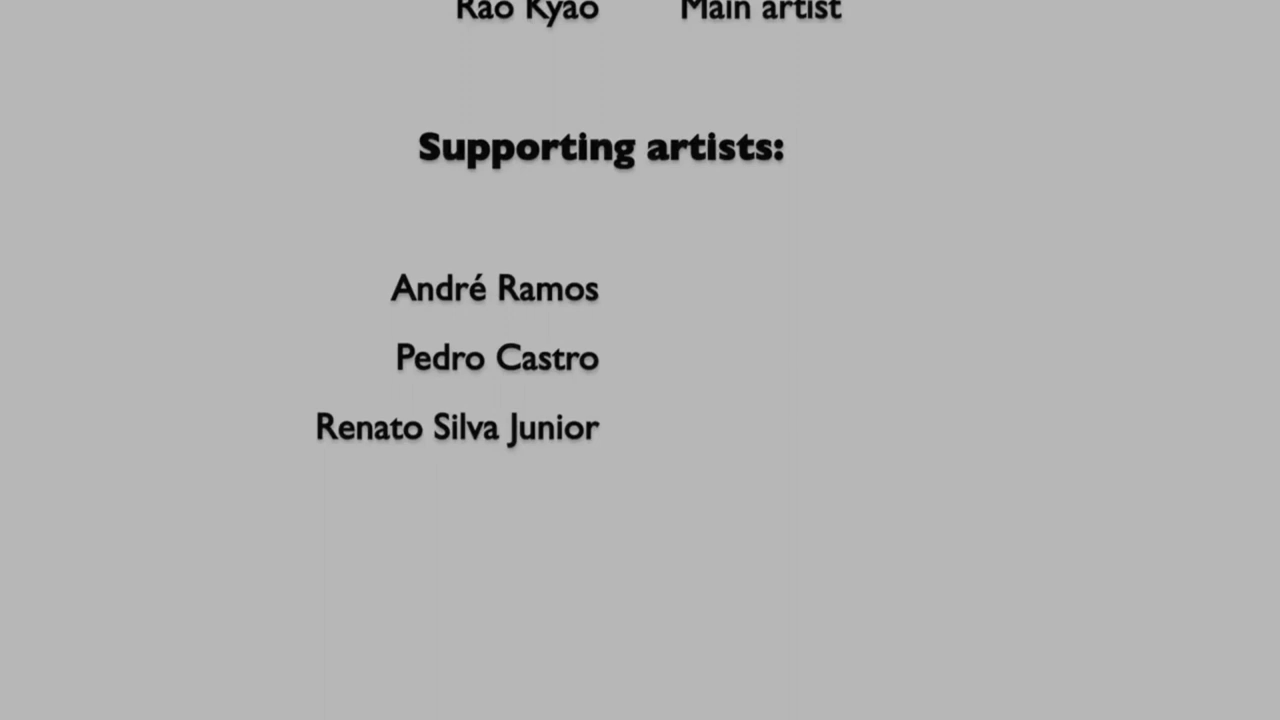 Rao Kyao Main artist
Supporting artists:
André Ramos
Pedro Castro
Renato Silva Junior